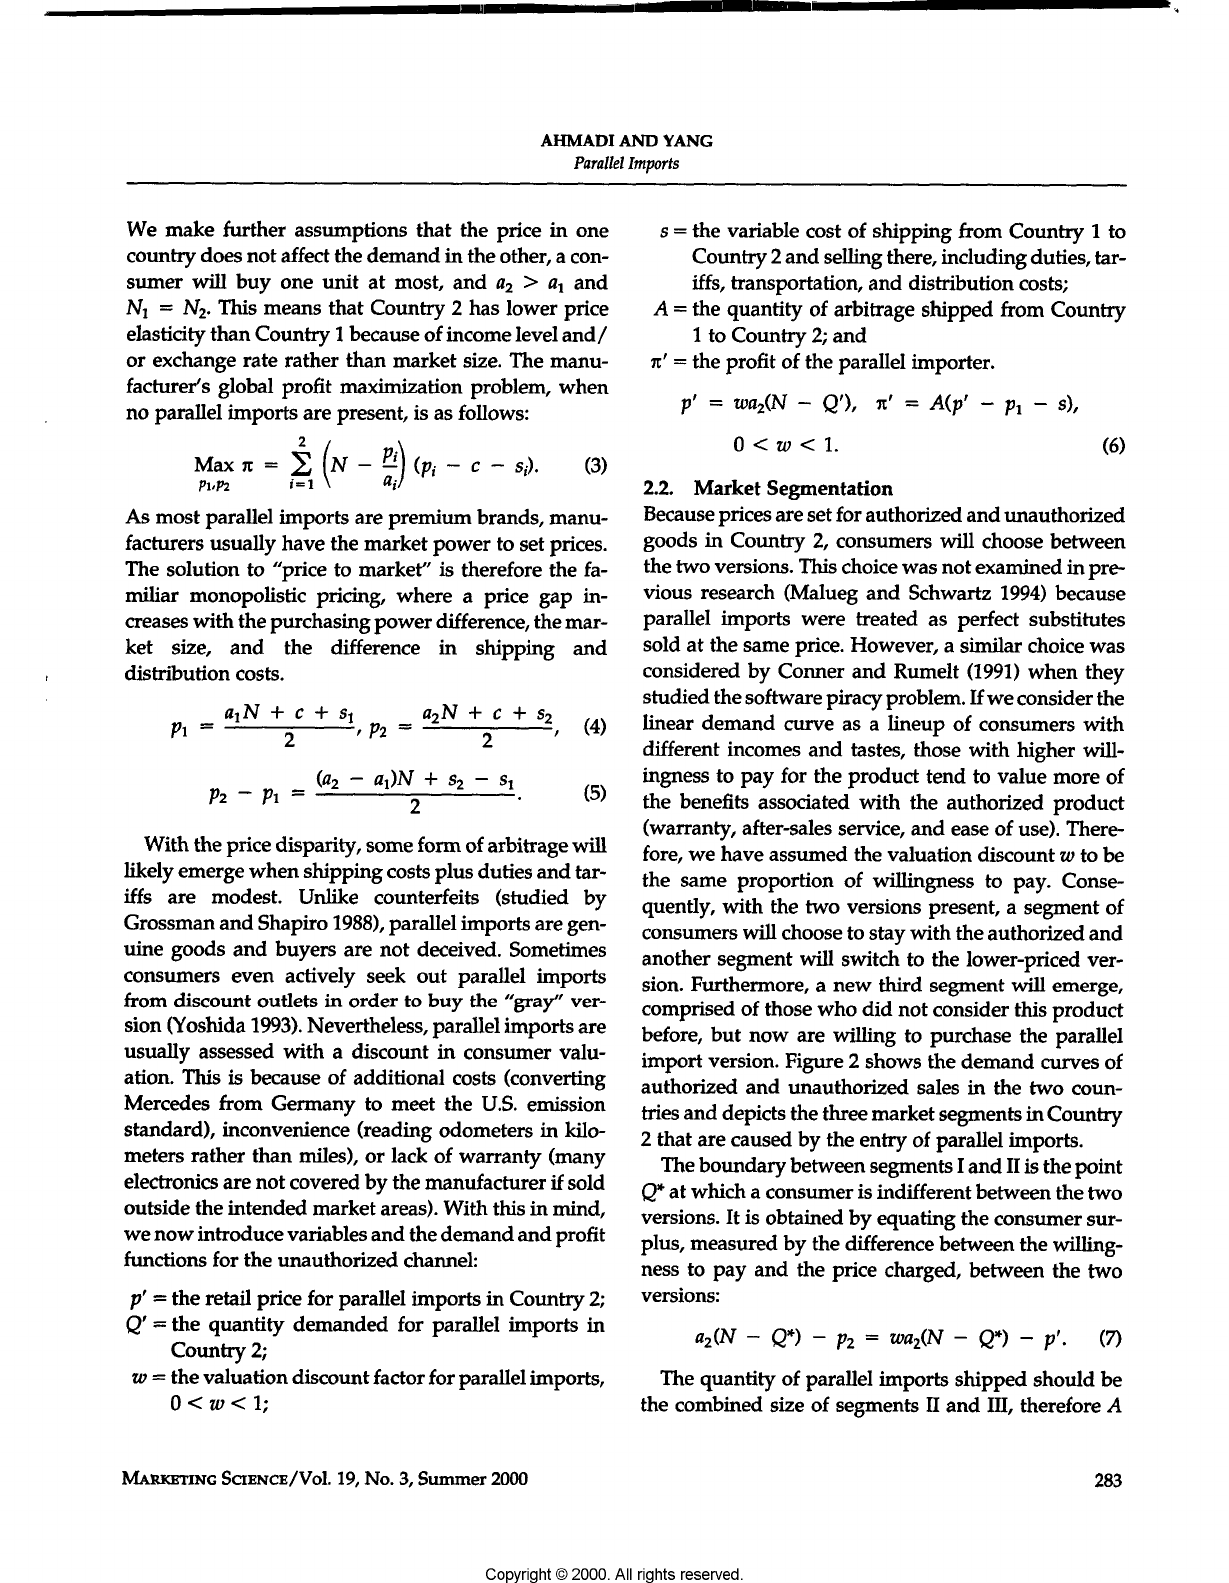 AHMADI AND YANG
Parallel Imports
We make further assumptions that the price in one
country does not affect the demand in the other, a con-
sumer will buy one unit at most, and a₂ > a₁ and
N₁ = N₂. This means that Country 2 has lower price
elasticity than Country 1 because of income level and/
or exchange rate rather than market size. The manu-
facturer's global profit maximization problem, when
no parallel imports are present, is as follows:
Max π = Σ (N − pᵢ/aᵢ) (pᵢ − c − sᵢ). (3)
p₁,p₂ i=1 2
As most parallel imports are premium brands, manu-
facturers usually have the market power to set prices.
The solution to "price to market" is therefore the fa-
miliar monopolistic pricing, where a price gap in-
creases with the purchasing power difference, the mar-
ket size, and the difference in shipping and
distribution costs.
p₁ = (a₁N + c + s₁)/2, p₂ = (a₂N + c + s₂)/2, (4)
p₂ − p₁ = ((a₂ − a₁)N + s₂ − s₁)/2. (5)
With the price disparity, some form of arbitrage will
likely emerge when shipping costs plus duties and tar-
iffs are modest. Unlike counterfeits (studied by
Grossman and Shapiro 1988), parallel imports are gen-
uine goods and buyers are not deceived. Sometimes
consumers even actively seek out parallel imports
from discount outlets in order to buy the "gray" ver-
sion (Yoshida 1993). Nevertheless, parallel imports are
usually assessed with a discount in consumer valu-
ation. This is because of additional costs (converting
Mercedes from Germany to meet the U.S. emission
standard), inconvenience (reading odometers in kilo-
meters rather than miles), or lack of warranty (many
electronics are not covered by the manufacturer if sold
outside the intended market areas). With this in mind,
we now introduce variables and the demand and profit
functions for the unauthorized channel:
p′ = the retail price for parallel imports in Country 2;
Q′ = the quantity demanded for parallel imports in
Country 2;
w = the valuation discount factor for parallel imports,
0 < w < 1;
s = the variable cost of shipping from Country 1 to
Country 2 and selling there, including duties, tar-
iffs, transportation, and distribution costs;
A = the quantity of arbitrage shipped from Country
1 to Country 2; and
π′ = the profit of the parallel importer.
p′ = wa₂(N − Q′), π′ = A(p′ − p₁ − s),
0 < w < 1. (6)
2.2. Market Segmentation
Because prices are set for authorized and unauthorized
goods in Country 2, consumers will choose between
the two versions. This choice was not examined in pre-
vious research (Malueg and Schwartz 1994) because
parallel imports were treated as perfect substitutes
sold at the same price. However, a similar choice was
considered by Conner and Rumelt (1991) when they
studied the software piracy problem. If we consider the
linear demand curve as a lineup of consumers with
different incomes and tastes, those with higher will-
ingness to pay for the product tend to value more of
the benefits associated with the authorized product
(warranty, after-sales service, and ease of use). There-
fore, we have assumed the valuation discount w to be
the same proportion of willingness to pay. Conse-
quently, with the two versions present, a segment of
consumers will choose to stay with the authorized and
another segment will switch to the lower-priced ver-
sion. Furthermore, a new third segment will emerge,
comprised of those who did not consider this product
before, but now are willing to purchase the parallel
import version. Figure 2 shows the demand curves of
authorized and unauthorized sales in the two coun-
tries and depicts the three market segments in Country
2 that are caused by the entry of parallel imports.
The boundary between segments I and II is the point
Q* at which a consumer is indifferent between the two
versions. It is obtained by equating the consumer sur-
plus, measured by the difference between the willing-
ness to pay and the price charged, between the two
versions:
a₂(N − Q*) − p₂ = wa₂(N − Q*) − p′. (7)
The quantity of parallel imports shipped should be
the combined size of segments II and III, therefore A
MARKETING SCIENCE/Vol. 19, No. 3, Summer 2000
283
Copyright © 2000. All rights reserved.